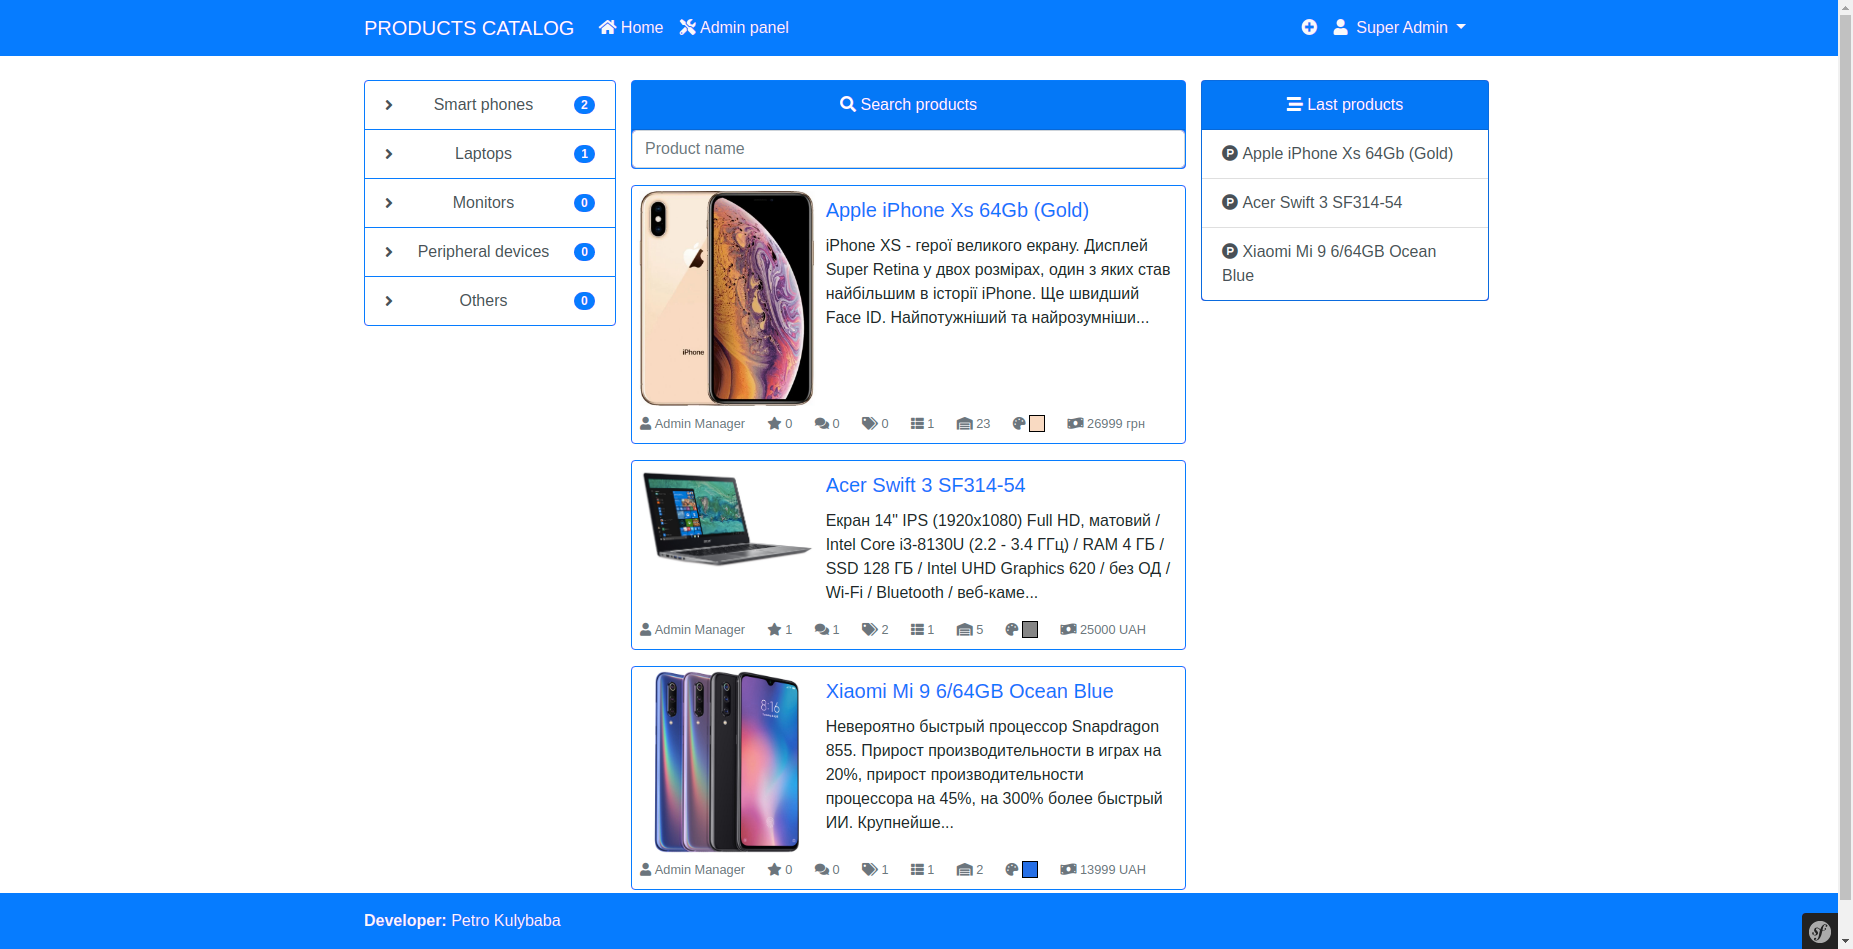 PRODUCTS CATALOG Home Admin panel Super Admin
Smart phones 2
Laptops 1
Monitors 0
Peripheral devices 0
Others 0
Search products
Product name
Apple iPhone Xs 64Gb (Gold)
iPhone XS - герої великого екрану. Дисплей
Super Retina у двох розмірах, один з яких став
найбільшим в історії iPhone. Ще швидший
Face ID. Найпотужніший та найрозумніши...
iPhone
Admin Manager 0 0 0 1 23 26999 грн
Acer Swift 3 SF314-54
Екран 14" IPS (1920x1080) Full HD, матовий /
Intel Core i3-8130U (2.2 - 3.4 ГГц) / RAM 4 ГБ /
SSD 128 ГБ / Intel UHD Graphics 620 / без ОД /
Wi-Fi / Bluetooth / веб-каме...
Admin Manager 1 1 2 1 5 25000 UAH
Xiaomi Mi 9 6/64GB Ocean Blue
8:16
Невероятно быстрый процессор Snapdragon
855. Прирост производительности в играх на
20%, прирост производительности
процессора на 45%, на 300% более быстрый
ИИ. Крупнейше...
Admin Manager 0 0 1 1 2 13999 UAH
Last products
P Apple iPhone Xs 64Gb (Gold)
P Acer Swift 3 SF314-54
P Xiaomi Mi 9 6/64GB Ocean
Blue
Developer: Petro Kulybaba
sf